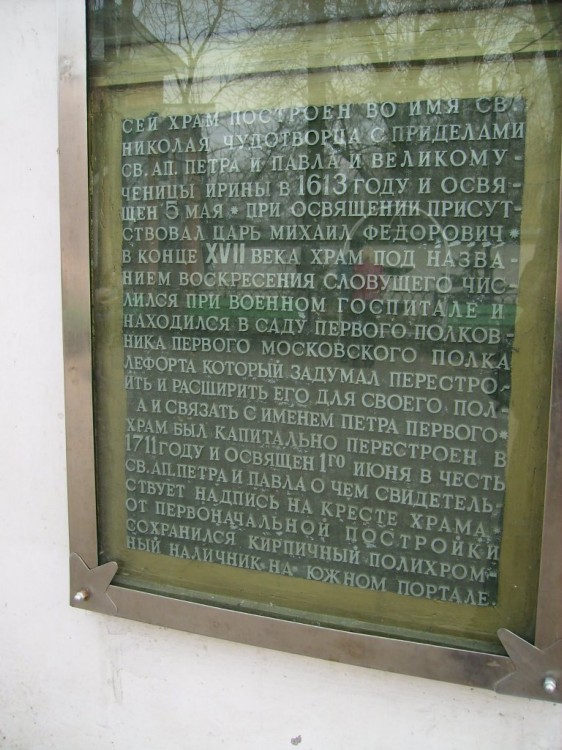 СЕЙ ХРАМ ПОСТРОЕН ВО ИМЯ СВ.
НИКОЛАЯ ЧУДОТВОРЦА С ПРИДЕЛАМИ
СВ. АП. ПЕТРА И ПАВЛА И ВЕЛИКОМУ-
ЧЕНИЦЫ ИРИНЫ В 1613 ГОДУ И ОСВЯ-
ЩЕН 5 МАЯ • ПРИ ОСВЯЩЕНИИ ПРИСУТ-
СТВОВАЛ ЦАРЬ МИХАИЛ ФЕДОРОВИЧ •
В КОНЦЕ XVII ВЕКА ХРАМ ПОД НАЗВА-
НИЕМ ВОСКРЕСЕНИЯ СЛОВУЩЕГО ЧИС-
ЛИЛСЯ ПРИ ВОЕННОМ ГОСПИТАЛЕ И
НАХОДИЛСЯ В САДУ ПЕРВОГО ПОЛКОВ-
НИКА ПЕРВОГО МОСКОВСКОГО ПОЛКА
ЛЕФОРТА КОТОРЫЙ ЗАДУМАЛ ПЕРЕСТРО-
ИТЬ И РАСШИРИТЬ ЕГО ДЛЯ СВОЕГО ПОЛ-
А И СВЯЗАТЬ С ИМЕНЕМ ПЕТРА ПЕРВОГО•
ХРАМ БЫЛ КАПИТАЛЬНО ПЕРЕСТРОЕН В
1711 ГОДУ И ОСВЯЩЕН 1ГО ИЮНЯ В ЧЕСТЬ
СВ. АП. ПЕТРА И ПАВЛА О ЧЕМ СВИДЕТЕЛЬ-
СТВУЕТ НАДПИСЬ НА КРЕСТЕ ХРАМА.
ОТ ПЕРВОНАЧАЛЬНОЙ ПОСТРОЙКИ
СОХРАНИЛСЯ КИРПИЧНЫЙ ПОЛИХРОМ-
НЫЙ НАЛИЧНИК НА ЮЖНОМ ПОРТАЛЕ.